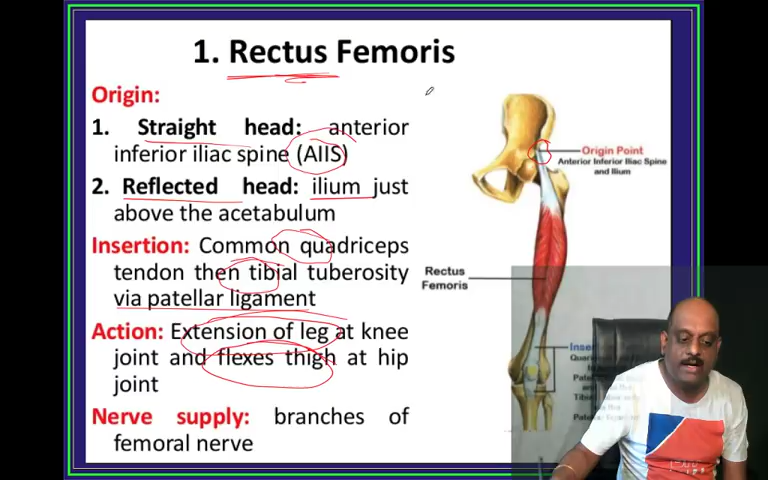 1. Rectus Femoris
Origin:
1. Straight head: anterior
inferior iliac spine (AIIS)
2. Reflected head: ilium just
above the acetabulum
Insertion: Common quadriceps
tendon then tibial tuberosity
via patellar ligament
Action: Extension of leg at knee
joint and flexes thigh at hip
joint
Nerve supply: branches of
femoral nerve
Origin Point
Anterior Inferior Iliac Spine
and Ilium
Rectus
Femoris